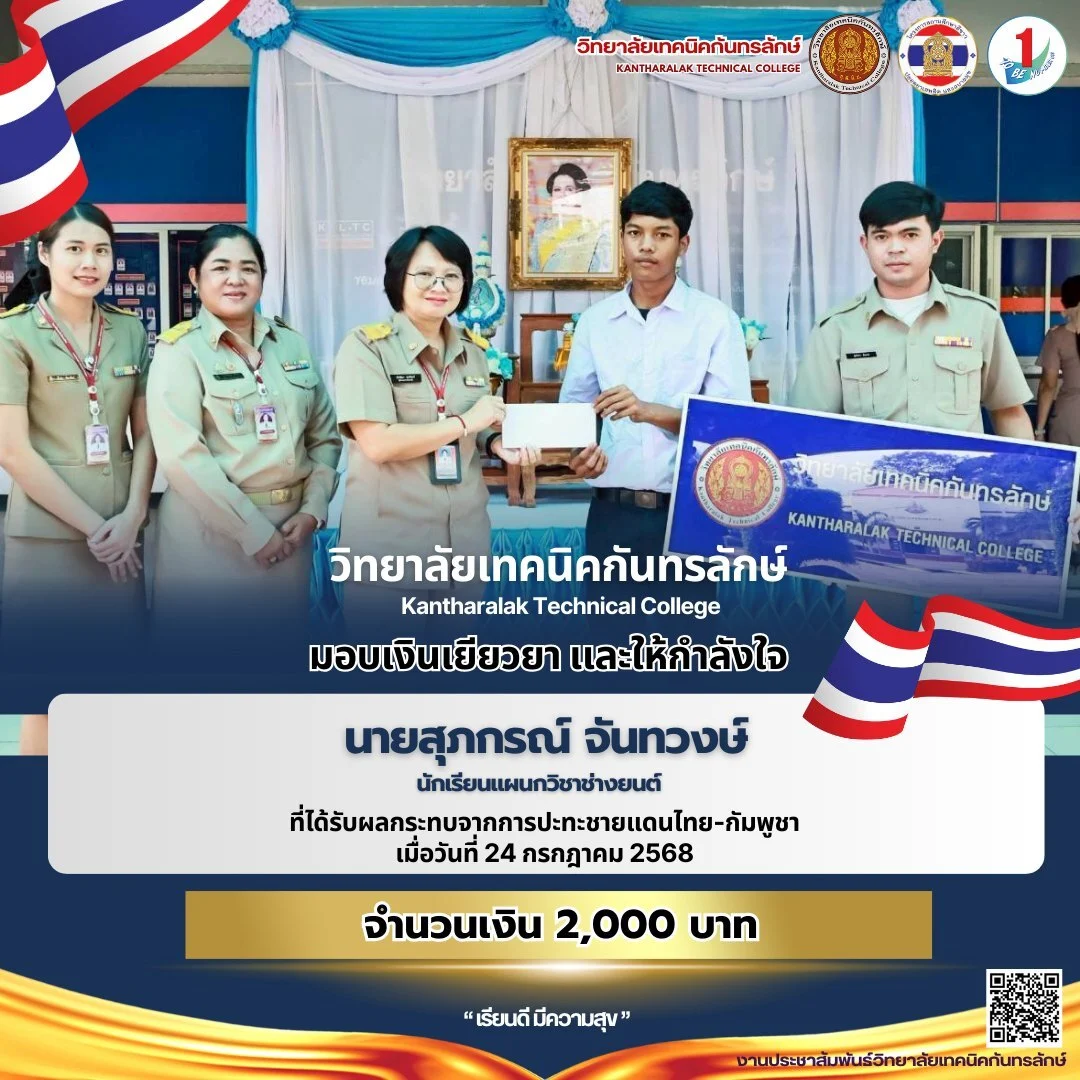 วิทยาลัยเทคนิคกันทรลักษ์
KANTHARALAK TECHNICAL COLLEGE
Kantharalak Technical College
1
วิทยาลัยเทคนิคกันทรลักษ์
KANTHARALAK TECHNICAL COLLEGE
วิทยาลัยเทคนิคกันทรลักษ์
Kantharalak Technical College
มอบเงินเยียวยา และให้กำลังใจ
นายสุภกรณ์ จันทวงษ์
นักเรียนแผนกวิชาช่างยนต์
ที่ได้รับผลกระทบจากการปะทะชายแดนไทย-กัมพูชา
เมื่อวันที่ 24 กรกฎาคม 2568
จำนวนเงิน 2,000 บาท
“ เรียนดี มีความสุข ”
งานประชาสัมพันธ์วิทยาลัยเทคนิคกันทรลักษ์